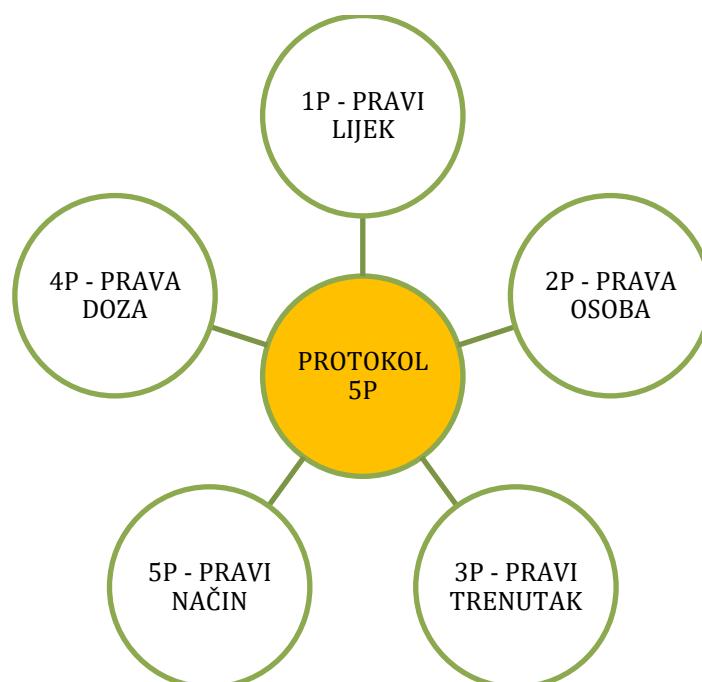 1P - PRAVI
LIJEK
2P - PRAVA
OSOBA
3P - PRAVI
TRENUTAK
4P - PRAVA
DOZA
5P - PRAVI
NAČIN
PROTOKOL
5P